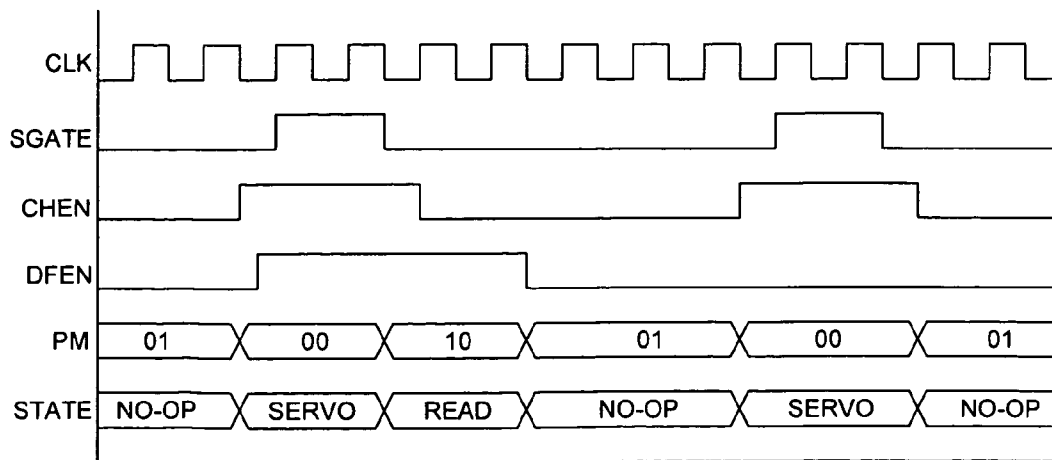 CLK
SGATE
CHEN
DFEN
PM 01 00 10 01 00 01
STATE NO-OP SERVO READ NO-OP SERVO NO-OP